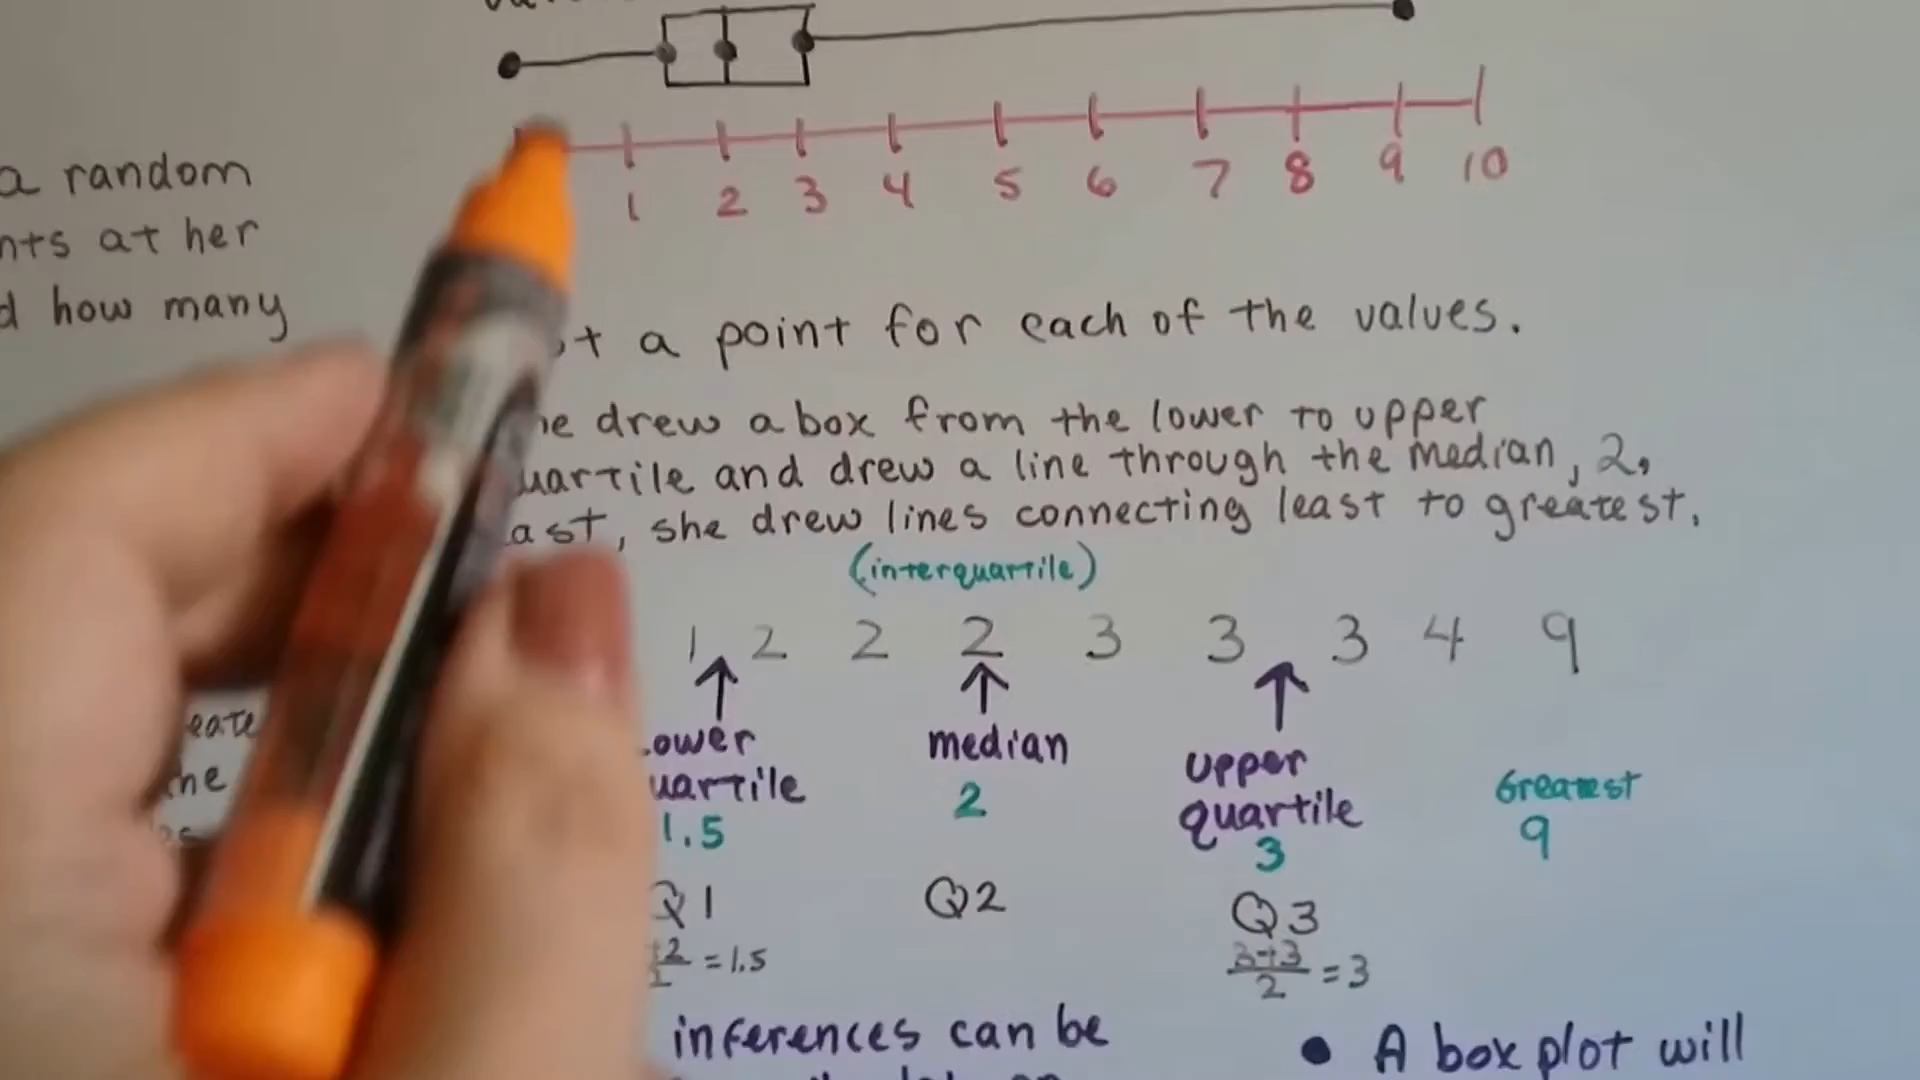 1 2 3 4 5 6 7 8 9 10
a random
nts at her
d how many
a point for each of the values.
he drew a box from the lower to upper
uartile and drew a line through the median, 2.
ast, she drew lines connecting least to greatest.
(interquartile)
1 2 2 2 3 3 3 4 9
ower
uartile
1.5
median
2
upper
quartile
3
Greatest
9
Q1
Q2
Q3
2 = 1.5
3+3
2 = 3
eate
he
inferences can be
• A box plot will